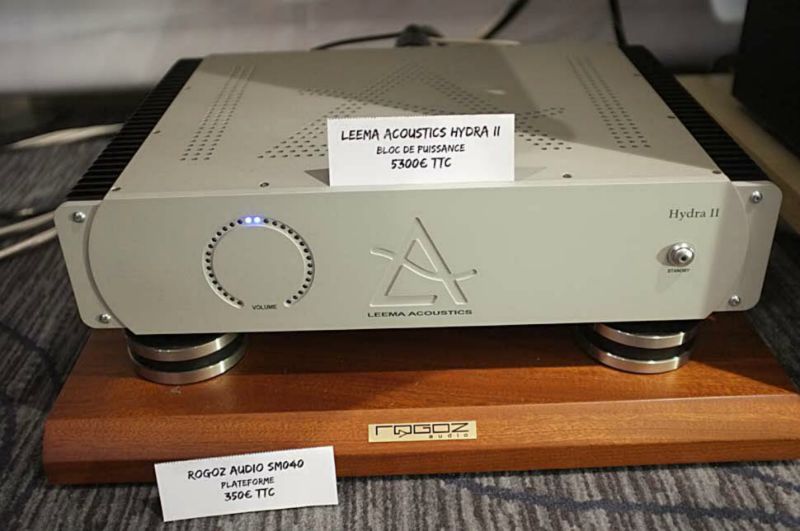 LEEMA ACOUSTICS HYDRA II
BLOC DE PUISSANCE
5300€ TTC
Hydra II
STANDBY
VOLUME
LEEMA ACOUSTICS
ROGOZ
audio
ROGOZ AUDIO SM040
PLATEFORME
350€ TTC